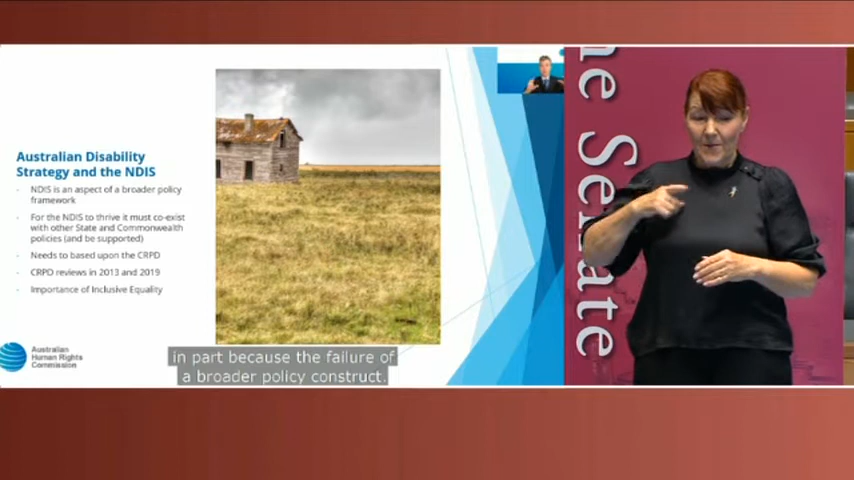 Australian Disability
Strategy and the NDIS
- NDIS is an aspect of a broader policy
framework
- For the NDIS to thrive it must co-exist
with other State and Commonwealth
policies (and be supported)
- Needs to based upon the CRPD
- CRPD reviews in 2013 and 2019
- Importance of Inclusive Equality
Australian
Human Rights
Commission
in part because the failure of
a broader policy construct.
he Senate